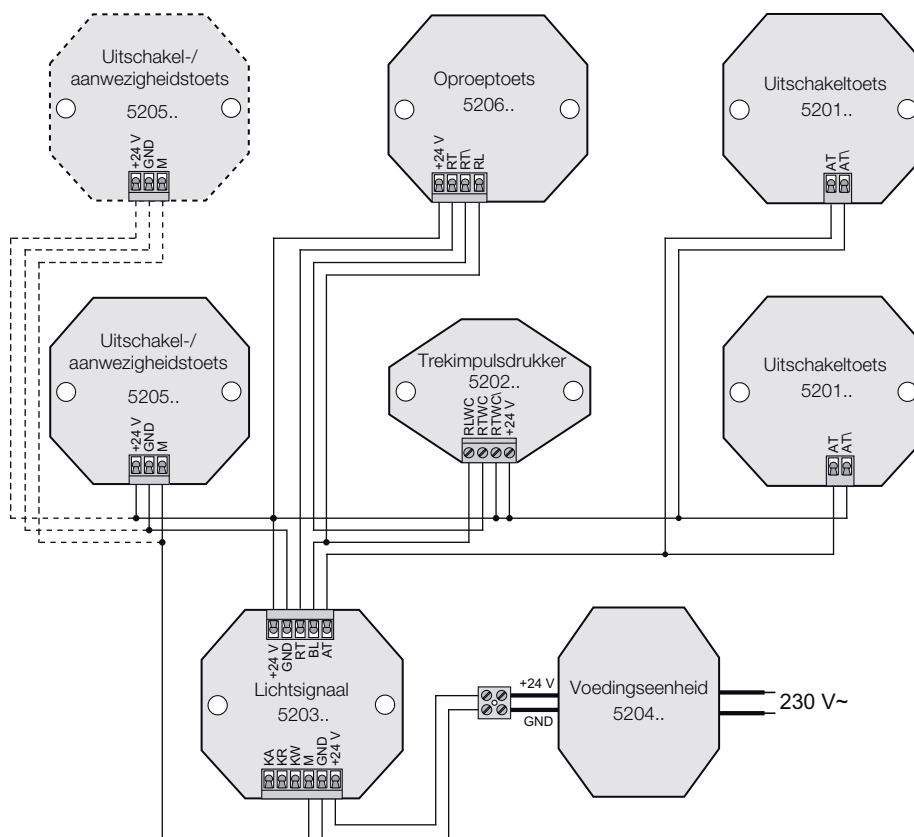 Uitschakel-/
aanwezigheidstoets
5205..
+24 V
GND
M
Oproeptoets
5206..
+24 V
RT
RT\
RL
Uitschakeltoets
5201..
AT
AT\
Uitschakel-/
aanwezigheidstoets
5205..
+24 V
GND
M
Trekimpulsdrukker
5202..
RLWC
RTWC
RTWC\
+24 V
Uitschakeltoets
5201..
AT
AT\
+24 V
GND
RT
BL
AT
Lichtsignaal
5203..
KA
KR
KW
M
GND
+24 V
+24 V
GND
Voedingseenheid
5204..
230 V~